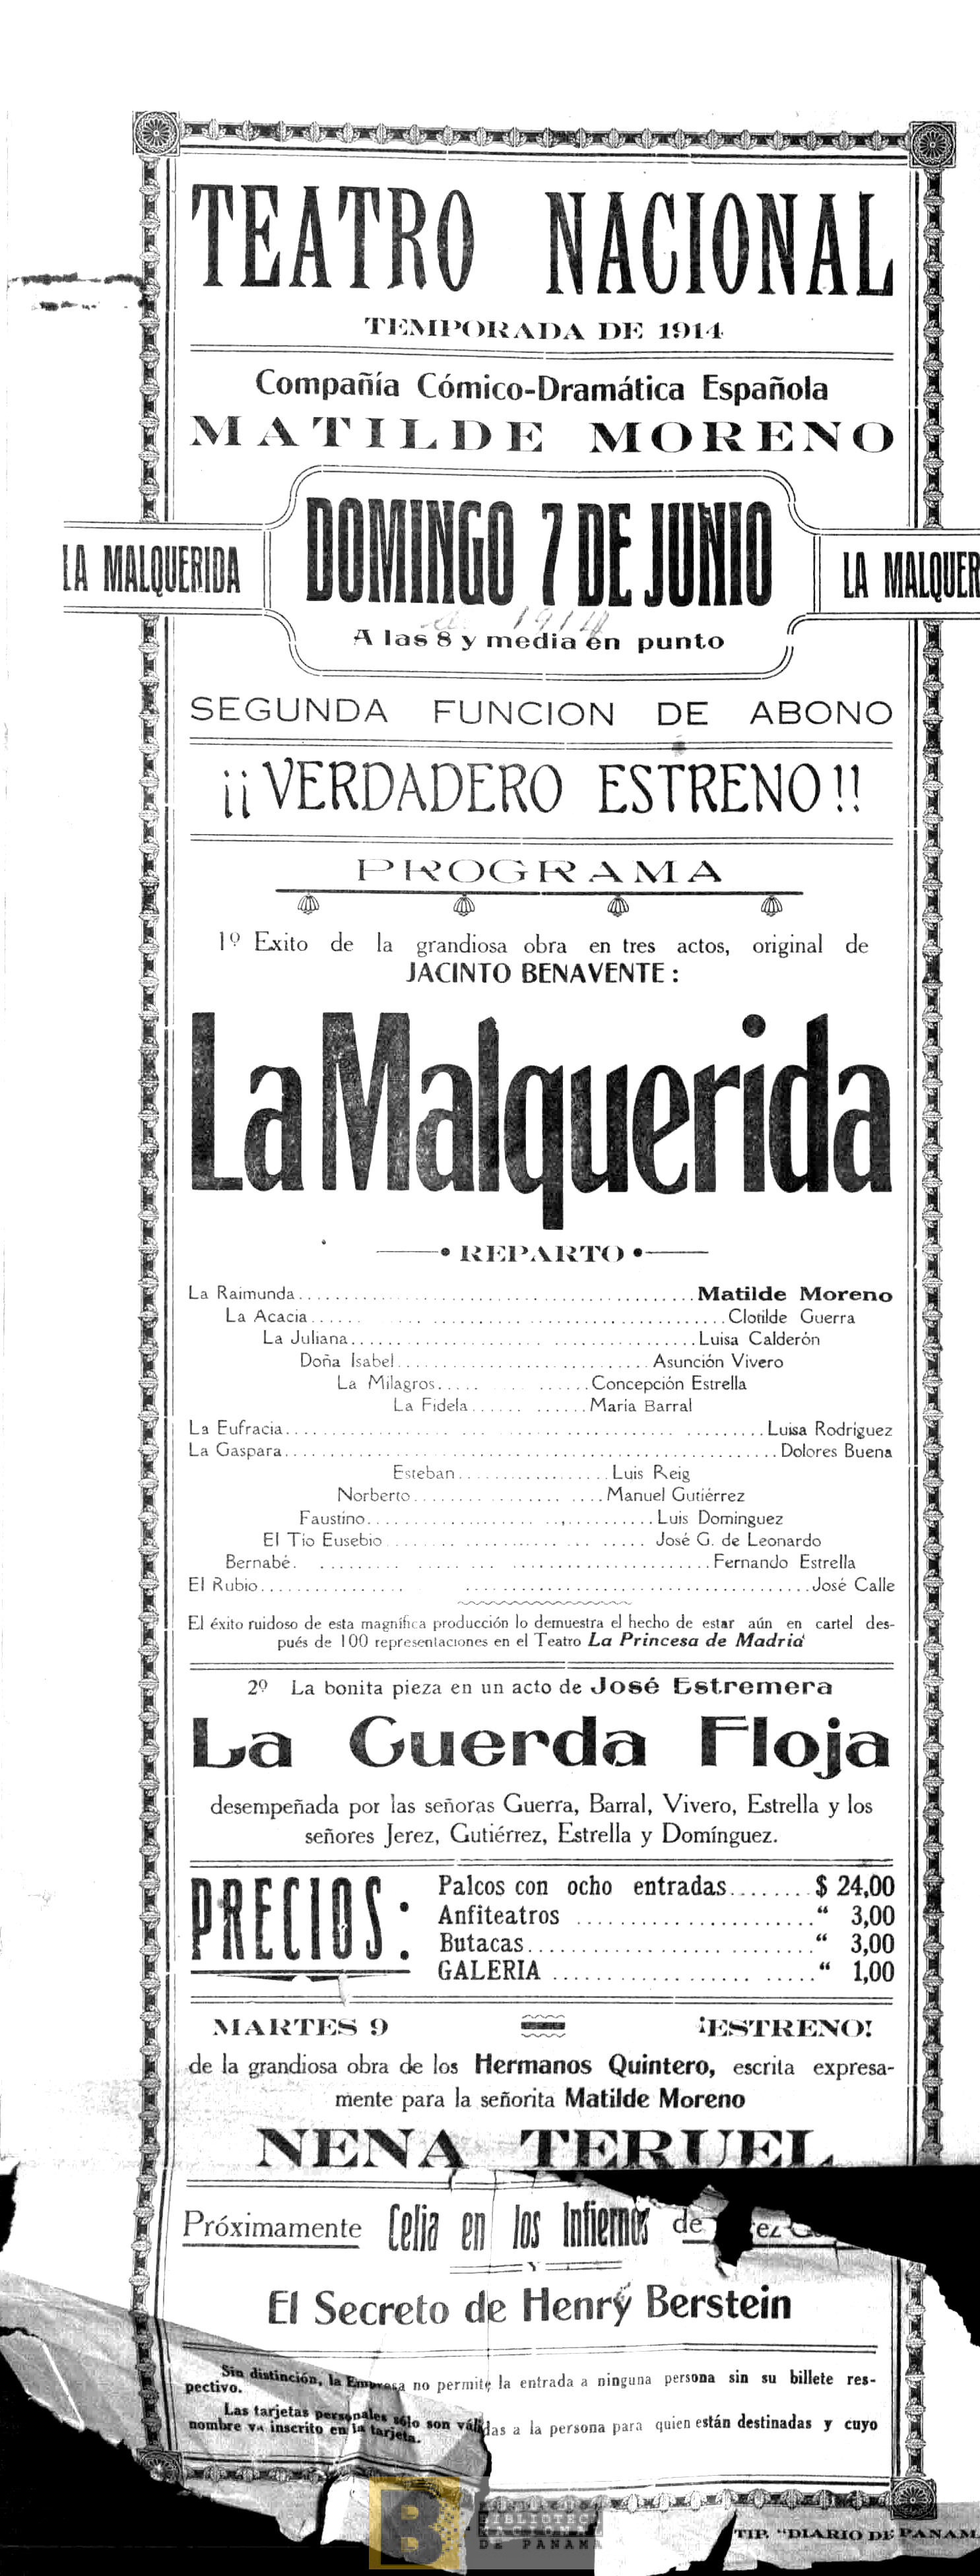 TEATRO NACIONAL
TEMPORADA DE 1914
Compañía Cómico-Dramática Española
MATILDE MORENO
LA MALQUERIDA
DOMINGO 7 DE JUNIO
LA MALQUER
de 1914
A las 8 y media en punto
SEGUNDA FUNCION DE ABONO
¡¡VERDADERO ESTRENO!!
PROGRAMA
1º Exito de la grandiosa obra en tres actos, original de
JACINTO BENAVENTE:
La Malquerida
REPARTO
La Raimunda Matilde Moreno
La Acacia Clotilde Guerra
La Juliana Luisa Calderón
Doña Isabel Asunción Vivero
La Milagros Concepción Estrella
La Fidela María Barral
La Eufracia Luisa Rodríguez
La Gaspara Dolores Buena
Esteban Luis Reig
Norberto Manuel Gutiérrez
Faustino Luis Domínguez
El Tío Eusebio José G. de Leonardo
Bernabé Fernando Estrella
El Rubio José Calle
El éxito ruidoso de esta magnífica producción lo demuestra el hecho de estar aún en cartel des-
pués de 100 representaciones en el Teatro La Princesa de Madrid
2º La bonita pieza en un acto de José Estremera
La Cuerda Floja
desempeñada por las señoras Guerra, Barral, Vivero, Estrella y los
señores Jerez, Gutiérrez, Estrella y Domínguez.
PRECIOS:
Palcos con ocho entradas $ 24,00
Anfiteatros “ 3,00
Butacas “ 3,00
GALERIA “ 1,00
MARTES 9 ¡ESTRENO!
de la grandiosa obra de los Hermanos Quintero, escrita expresa-
mente para la señorita Matilde Moreno
NENA TERUEL
Próximamente Celia en los Infiernos de
Y
El Secreto de Henry Berstein
Sin distinción, la Empresa no permite la entrada a ninguna persona sin su billete res-
pectivo.
Las tarjetas personales sólo son válidas a la persona para quien están destinadas y cuyo
nombre va inscrito en la tarjeta.
B
BIBLIOTECA
NACIONAL
DE PANAMA
TIP. "DIARIO DE PANAM